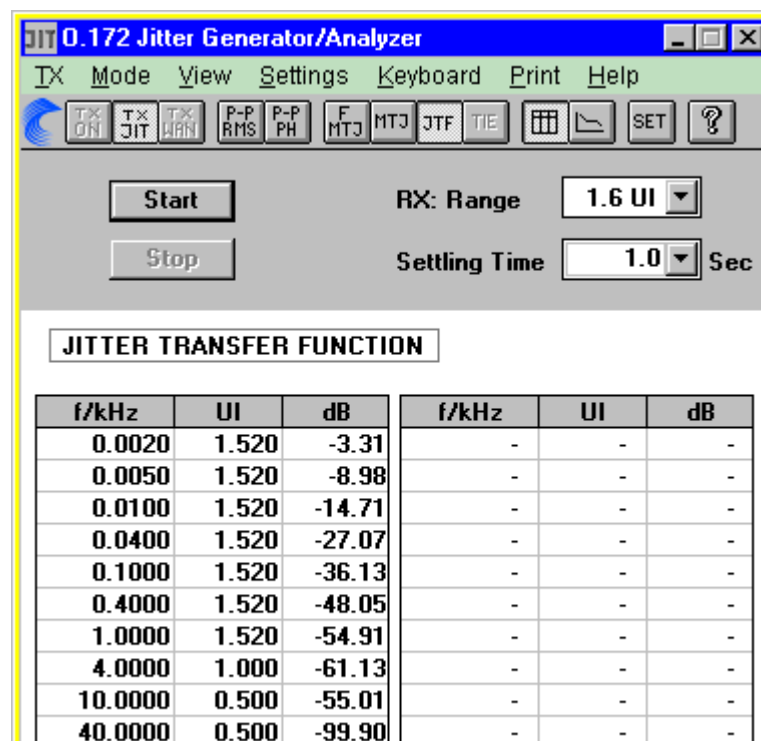 JIT O.172 Jitter Generator/Analyzer
TX Mode View Settings Keyboard Print Help
TX ON TX JIT TX WAN P-P RMS P-P PH F MTJ MTJ JTF TIE SET ?
Start RX: Range 1.6 UI
Stop Settling Time 1.0 Sec
JITTER TRANSFER FUNCTION
f/kHz UI dB f/kHz UI dB
0.0020 1.520 -3.31 - - -
0.0050 1.520 -8.98 - - -
0.0100 1.520 -14.71 - - -
0.0400 1.520 -27.07 - - -
0.1000 1.520 -36.13 - - -
0.4000 1.520 -48.05 - - -
1.0000 1.520 -54.91 - - -
4.0000 1.000 -61.13 - - -
10.0000 0.500 -55.01 - - -
40.0000 0.500 -99.90 - - -